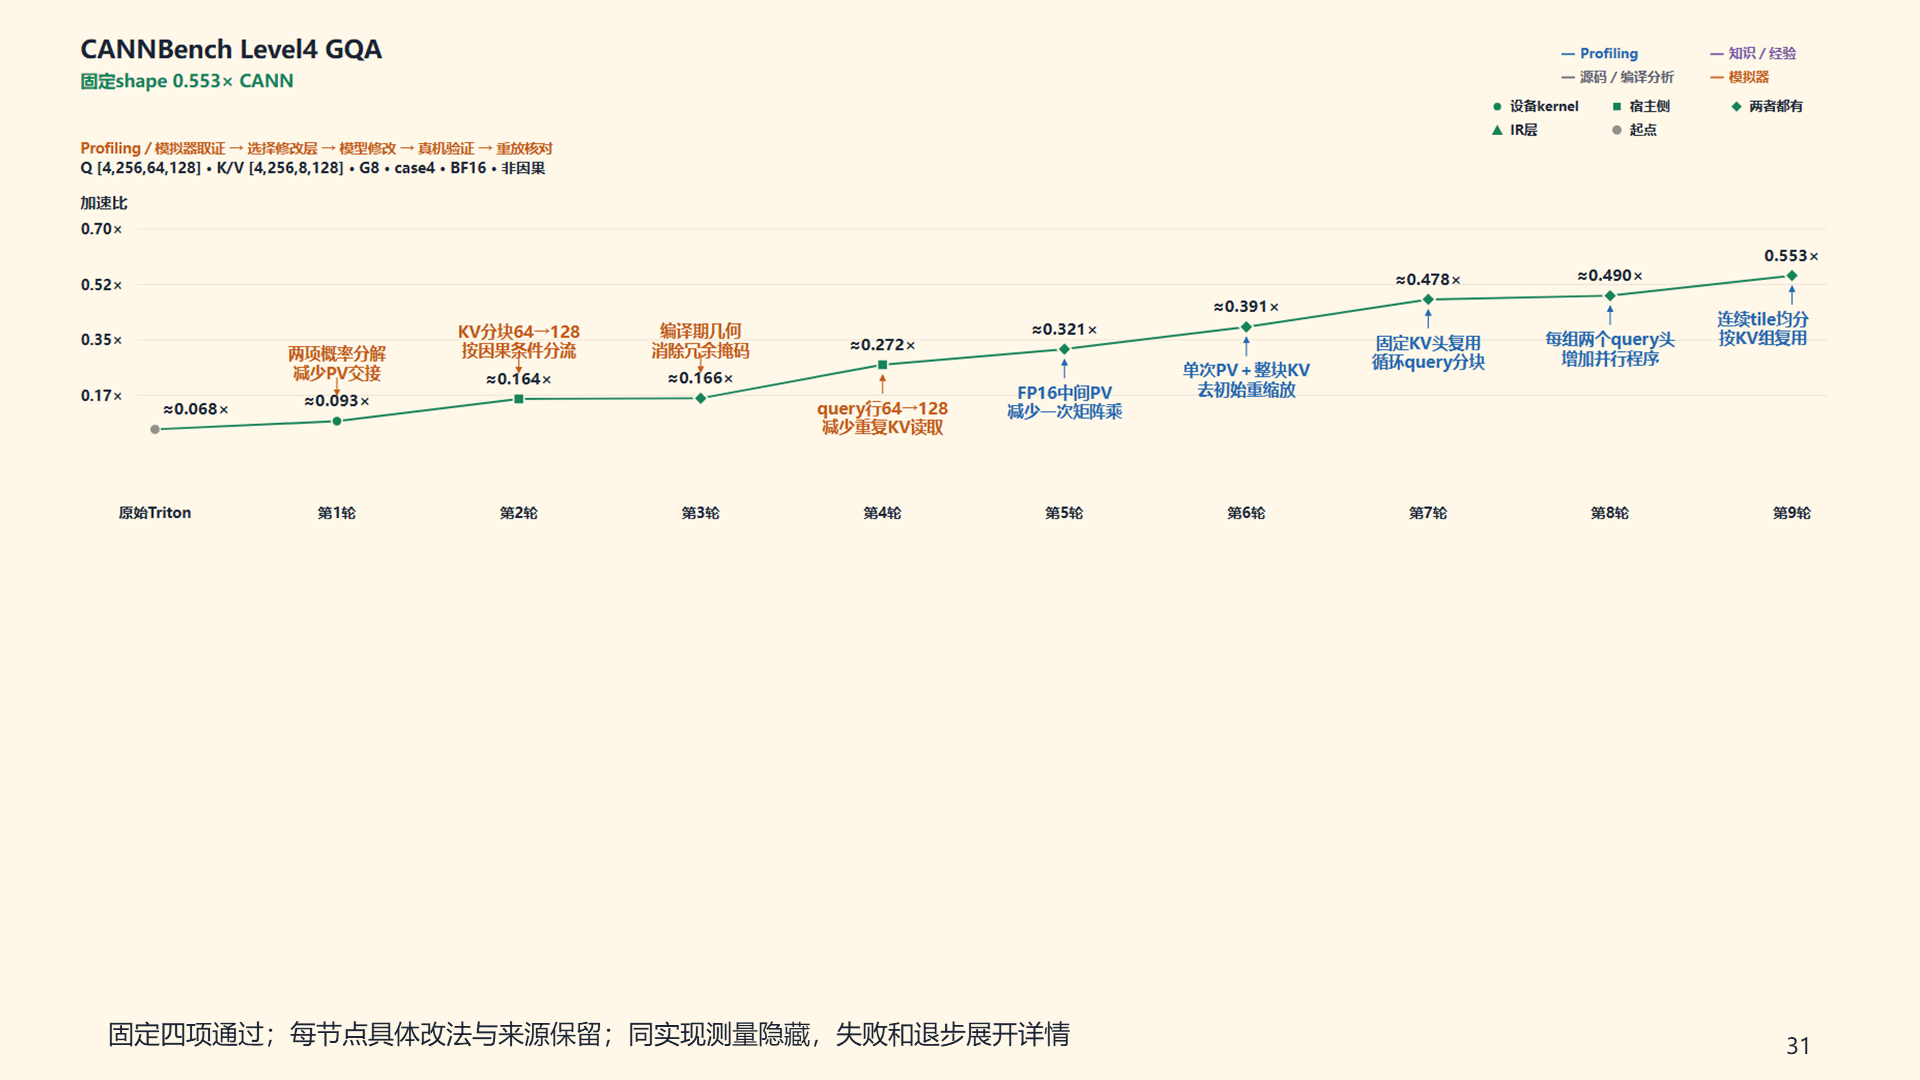 CANNBench Level4 GQA
固定shape 0.553× CANN
Profiling
知识 / 经验
源码 / 编译分析
模拟器
设备kernel
宿主侧
两者都有
IR层
起点
Profiling / 模拟器取证 → 选择修改层 → 模型修改 → 真机验证 → 重放核对
Q [4,256,64,128] • K/V [4,256,8,128] • G8 • case4 • BF16 • 非因果
加速比
0.70×
0.52×
0.35×
0.17×
≈0.068×
两项概率分解
减少PV交接
≈0.093×
KV分块64→128
按因果条件分流
≈0.164×
编译期几何
消除冗余掩码
≈0.166×
≈0.272×
query行64→128
减少重复KV读取
≈0.321×
FP16中间PV
减少一次矩阵乘
≈0.391×
单次PV + 整块KV
去初始重缩放
≈0.478×
固定KV头复用
循环query分块
≈0.490×
每组两个query头
增加并行程序
0.553×
连续tile均分
按KV组复用
原始Triton
第1轮
第2轮
第3轮
第4轮
第5轮
第6轮
第7轮
第8轮
第9轮
固定四项通过；每节点具体改法与来源保留；同实现测量隐藏，失败和退步展开详情
31